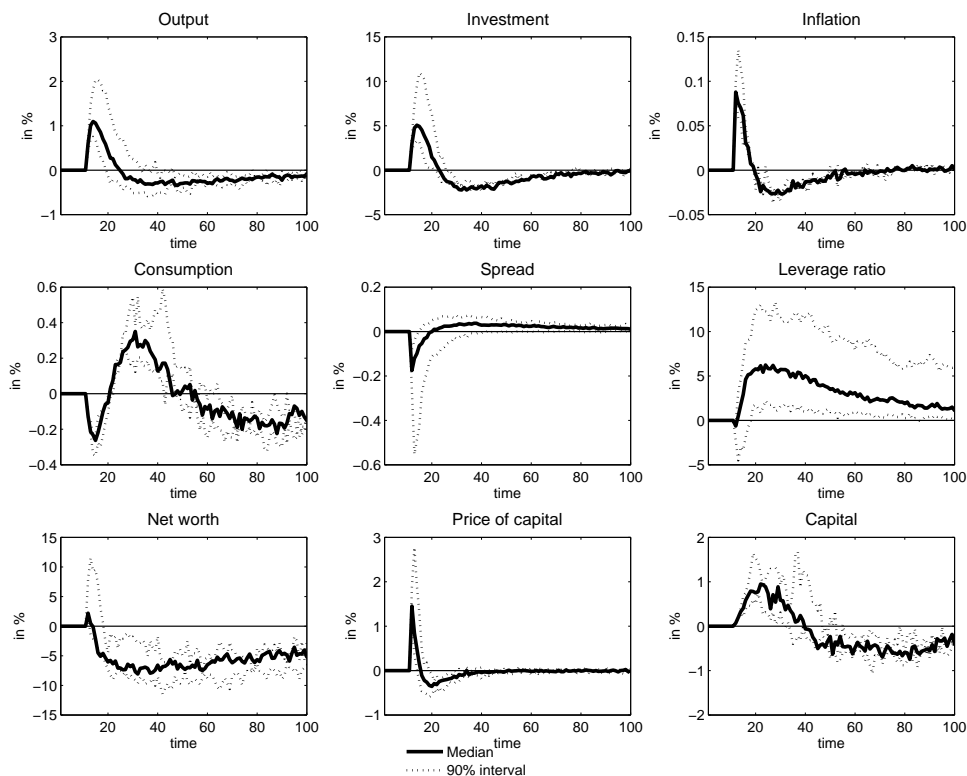 Output
Investment
Inflation
in %
3
2
1
0
−1
20 40 60 80 100
time
in %
15
10
5
0
−5
20 40 60 80 100
time
in %
0.15
0.1
0.05
0
−0.05
20 40 60 80 100
time
Consumption
Spread
Leverage ratio
in %
0.6
0.4
0.2
0
−0.2
−0.4
20 40 60 80 100
time
in %
0.2
0
−0.2
−0.4
−0.6
20 40 60 80 100
time
in %
15
10
5
0
−5
20 40 60 80 100
time
Net worth
Price of capital
Capital
in %
15
10
5
0
−5
−10
−15
20 40 60 80 100
time
in %
3
2
1
0
−1
20 40 60 80 100
time
in %
2
1
0
−1
−2
20 40 60 80 100
time
Median
90% interval